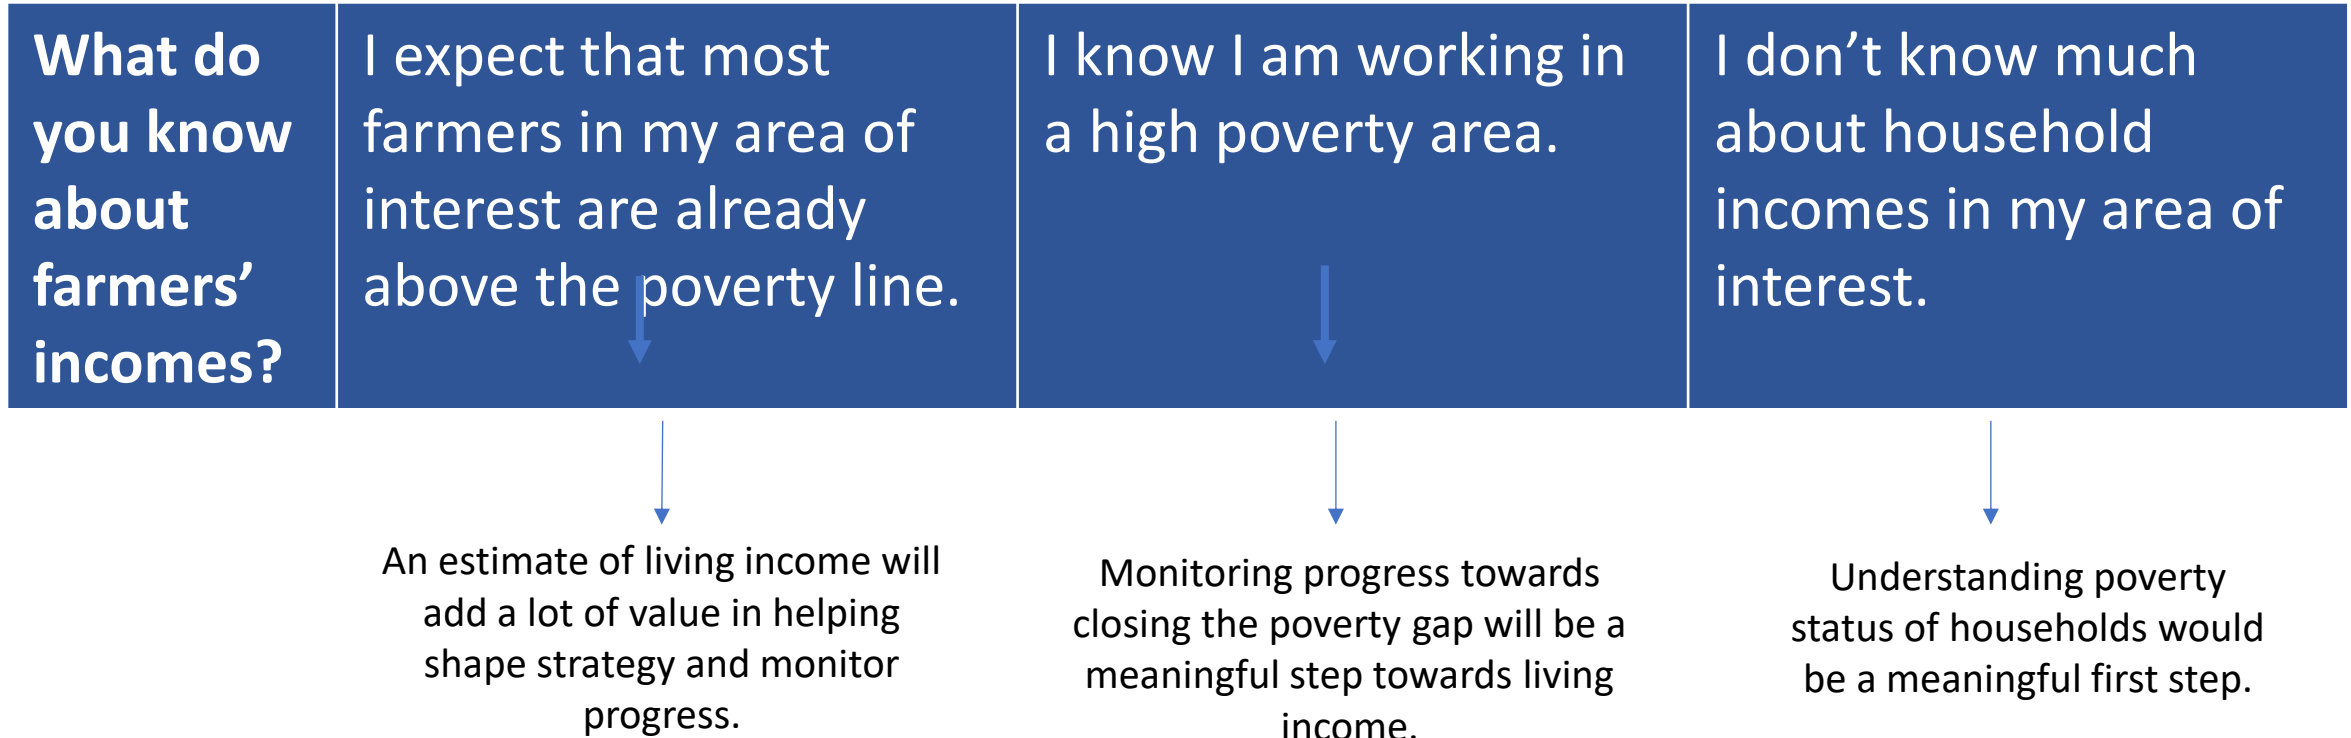 What do
you know
about
farmers’
incomes?
I expect that most
farmers in my area of
interest are already
above the poverty line.
I know I am working in
a high poverty area.
I don’t know much
about household
incomes in my area of
interest.
An estimate of living income will
add a lot of value in helping
shape strategy and monitor
progress.
Monitoring progress towards
closing the poverty gap will be a
meaningful step towards living
income.
Understanding poverty
status of households would
be a meaningful first step.